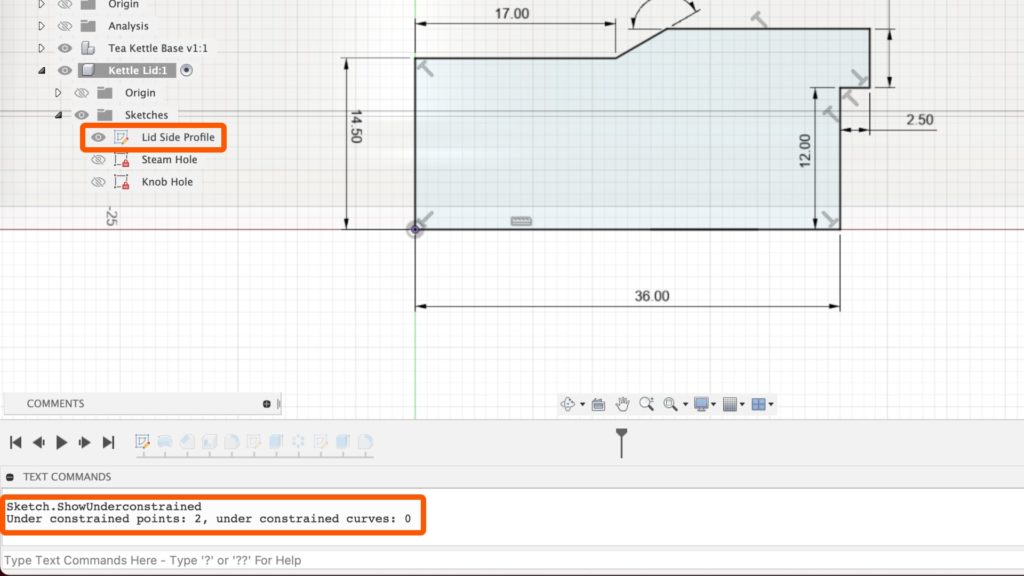 Origin
Analysis
Tea Kettle Base v1:1
Kettle Lid:1
Origin
Sketches
Lid Side Profile
Steam Hole
Knob Hole
-25
17.00
14.50
12.00
2.50
36.00
COMMENTS
TEXT COMMANDS
Sketch.ShowUnderconstrained
Under constrained points: 2, under constrained curves: 0
Type Text Commands Here - Type '?' or '??' For Help